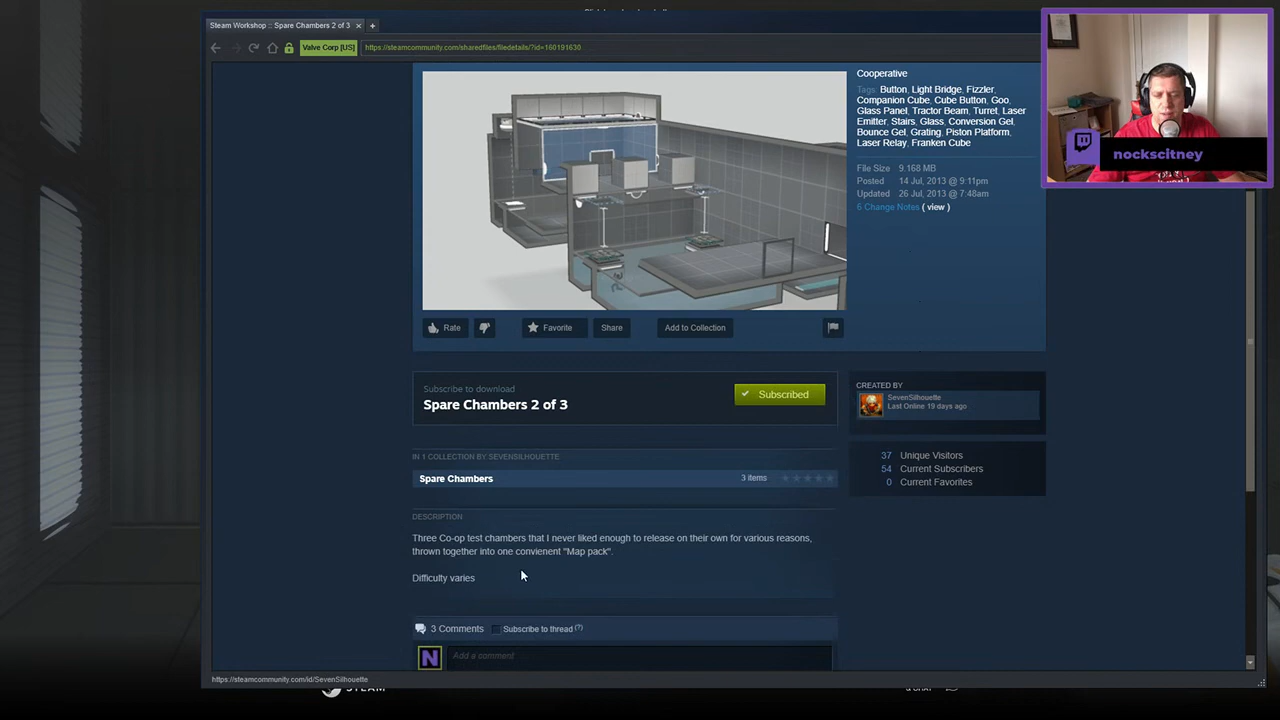 Steam Workshop :: Spare Chambers 2 of 3
Valve Corp [US]
https://steamcommunity.com/sharedfiles/filedetails/?id=160191630
Cooperative
Tags: Button, Light Bridge, Fizzler,
Companion Cube, Cube Button, Goo,
Glass Panel, Tractor Beam, Turret, Laser
Emitter, Stairs, Glass, Conversion Gel,
Bounce Gel, Grating, Piston Platform,
Laser Relay, Franken Cube
File Size 9.168 MB
Posted 14 Jul, 2013 @ 9:11pm
Updated 26 Jul, 2013 @ 7:48am
6 Change Notes ( view )
nockscitney
Rate
Favorite
Share
Add to Collection
Subscribe to download
Spare Chambers 2 of 3
Subscribed
CREATED BY
SevenSilhouette
Last Online 19 days ago
37 Unique Visitors
54 Current Subscribers
0 Current Favorites
IN 1 COLLECTION BY SEVENSILHOUETTE
Spare Chambers
3 items
DESCRIPTION
Three Co-op test chambers that I never liked enough to release on their own for various reasons,
thrown together into one convienent "Map pack".
Difficulty varies
3 Comments
Subscribe to thread (?)
N
Add a comment
https://steamcommunity.com/id/SevenSilhouette
STEAM